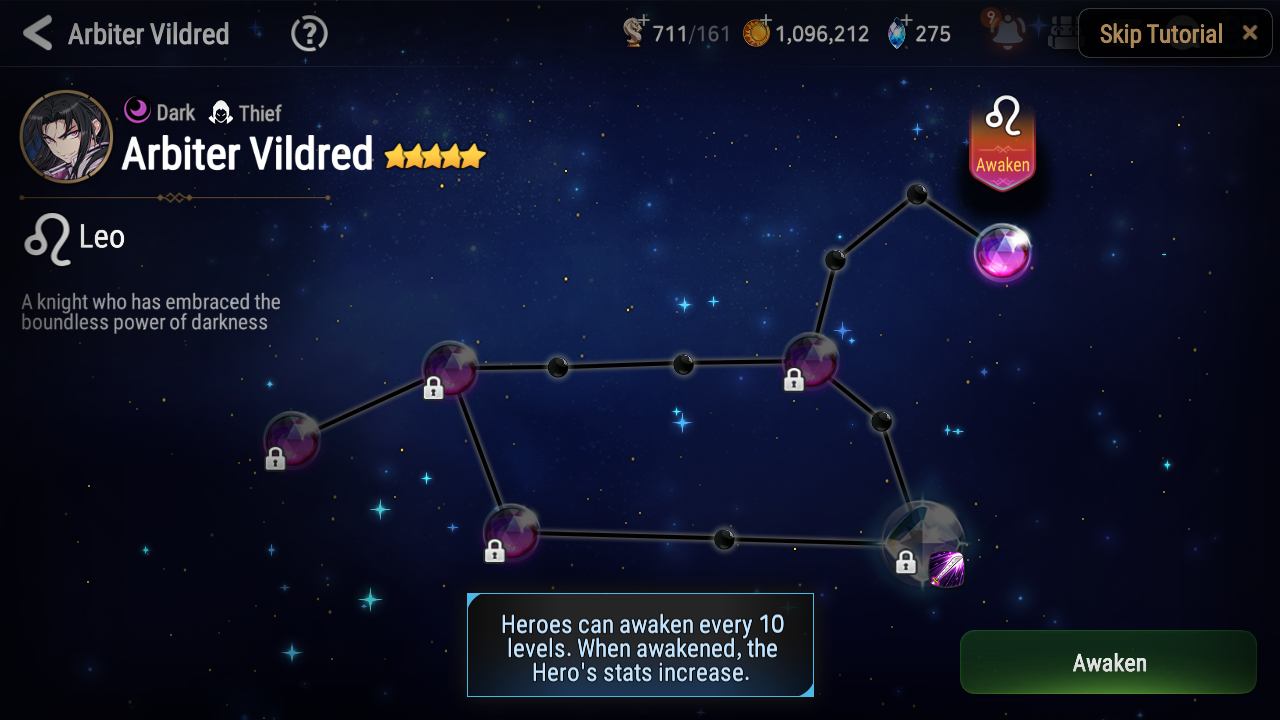 Arbiter Vildred
?
711/161
1,096,212
275
9
Skip Tutorial
Dark
Thief
Arbiter Vildred
Leo
A knight who has embraced the
boundless power of darkness
Awaken
Heroes can awaken every 10
levels. When awakened, the
Hero's stats increase.
Awaken